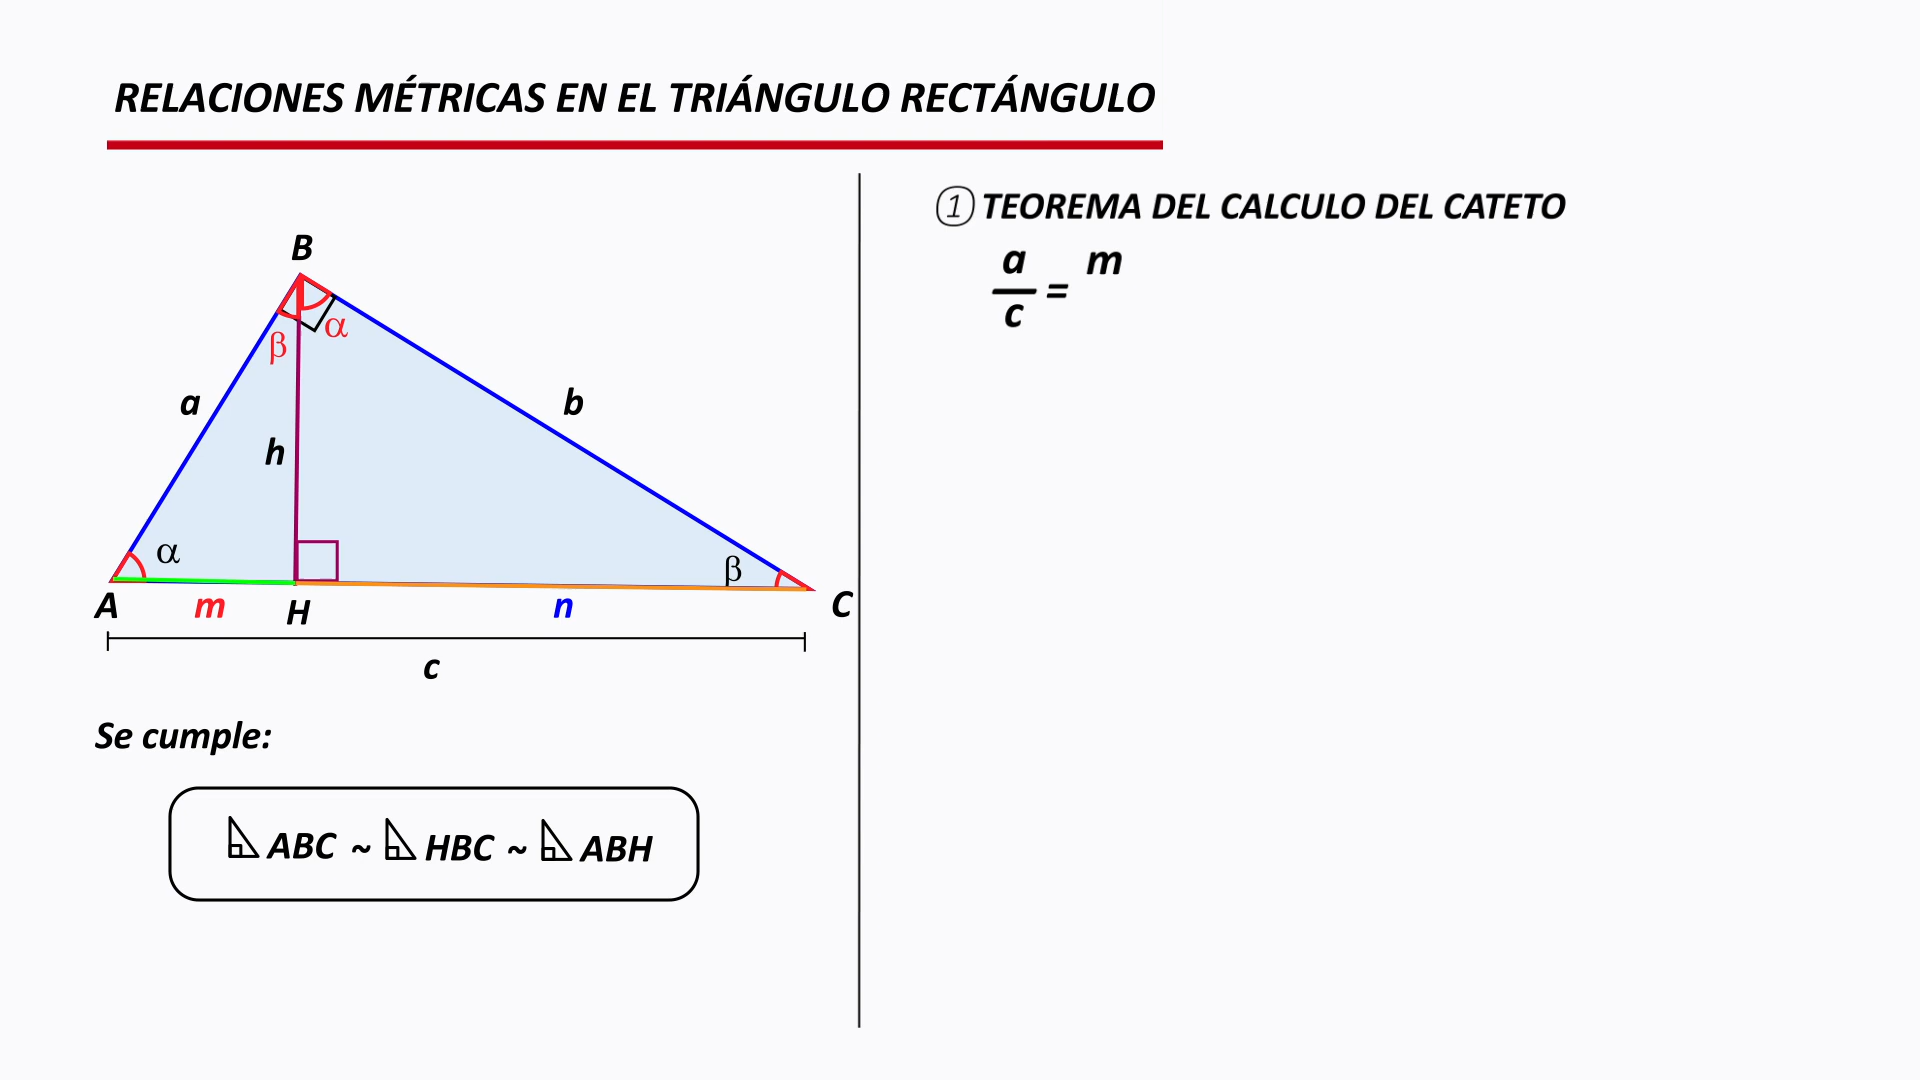 RELACIONES MÉTRICAS EN EL TRIÁNGULO RECTÁNGULO
B
β
α
a
b
h
α
β
A
m
H
n
C
c
Se cumple:
ABC ~ HBC ~ ABH
1 TEOREMA DEL CALCULO DEL CATETO
a
m
=
c